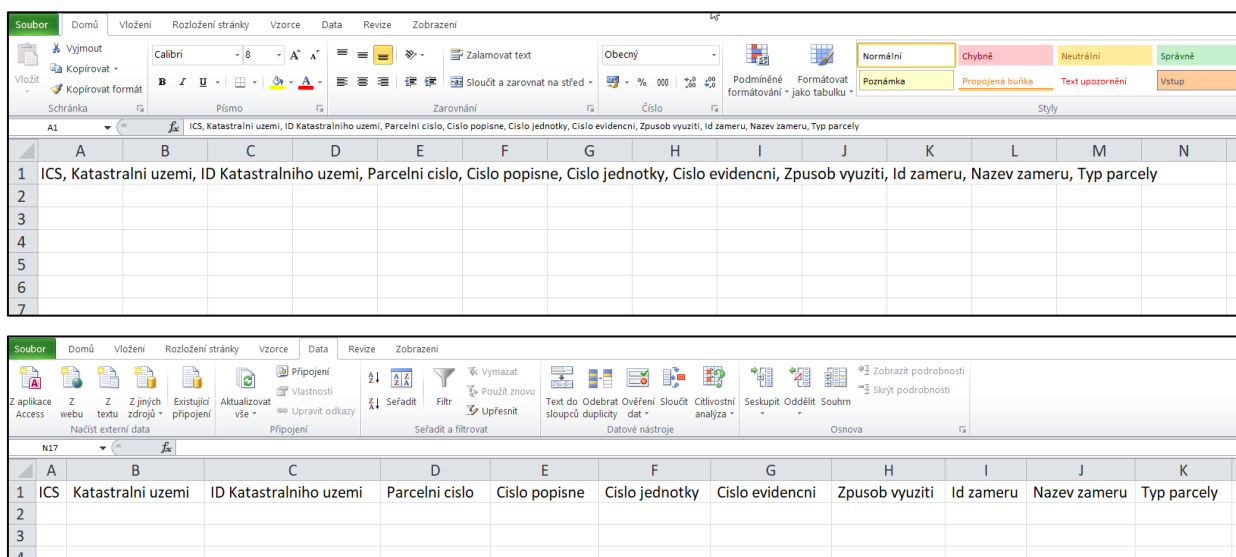 Soubor Domů Vložení Rozložení stránky Vzorce Data Revize Zobrazení
Vyjmout Calibri 8 A A Zalamovat text Obecný Normální Chybně Neutrální Správně
Kopírovat
Vložit Kopírovat formát B I U A Sloučit a zarovnat na střed % 000 ,00 ,0 Podmíněné formátování Formátovat jako tabulku Poznámka Propojená buňka Text upozornění Vstup
Schránka Písmo Zarovnání Číslo Styly
A1 fx ICS, Katastralni uzemi, ID Katastralniho uzemi, Parcelni cislo, Cislo popisne, Cislo jednotky, Cislo evidencni, Zpusob vyuziti, Id zameru, Nazev zameru, Typ parcely
A B C D E F G H I J K L M N
1 ICS, Katastralni uzemi, ID Katastralniho uzemi, Parcelni cislo, Cislo popisne, Cislo jednotky, Cislo evidencni, Zpusob vyuziti, Id zameru, Nazev zameru, Typ parcely
2
3
4
5
6
7
Soubor Domů Vložení Rozložení stránky Vzorce Data Revize Zobrazení
Z aplikace Access Z webu Z textu Z jiných zdrojů Existující připojení Aktualizovat vše Připojení Vlastnosti Upravit odkazy Seřadit Filtr Vymazat Použít znovu Upřesnit Text do sloupců Odebrat duplicity Ověření dat Sloučit Citlivostní analýza Seskupit Oddělit Souhrn Zobrazit podrobnosti Skrýt podrobnosti
Načíst externí data Připojení Seřadit a filtrovat Datové nástroje Osnova
N17 fx
A B C D E F G H I J K
1 ICS Katastralni uzemi ID Katastralniho uzemi Parcelni cislo Cislo popisne Cislo jednotky Cislo evidencni Zpusob vyuziti Id zameru Nazev zameru Typ parcely
2
3
4